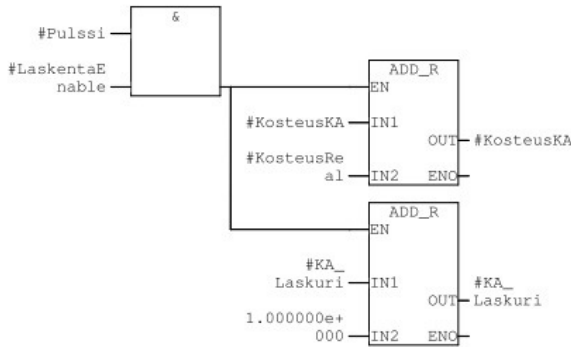 &
#Pulssi
#LaskentaE
nable
ADD_R
EN
#KosteusKA IN1
OUT #KosteusKA
#KosteusRe
al IN2 ENO
ADD_R
EN
#KA_
Laskuri IN1
#KA_
OUT Laskuri
1.000000e+
000 IN2 ENO